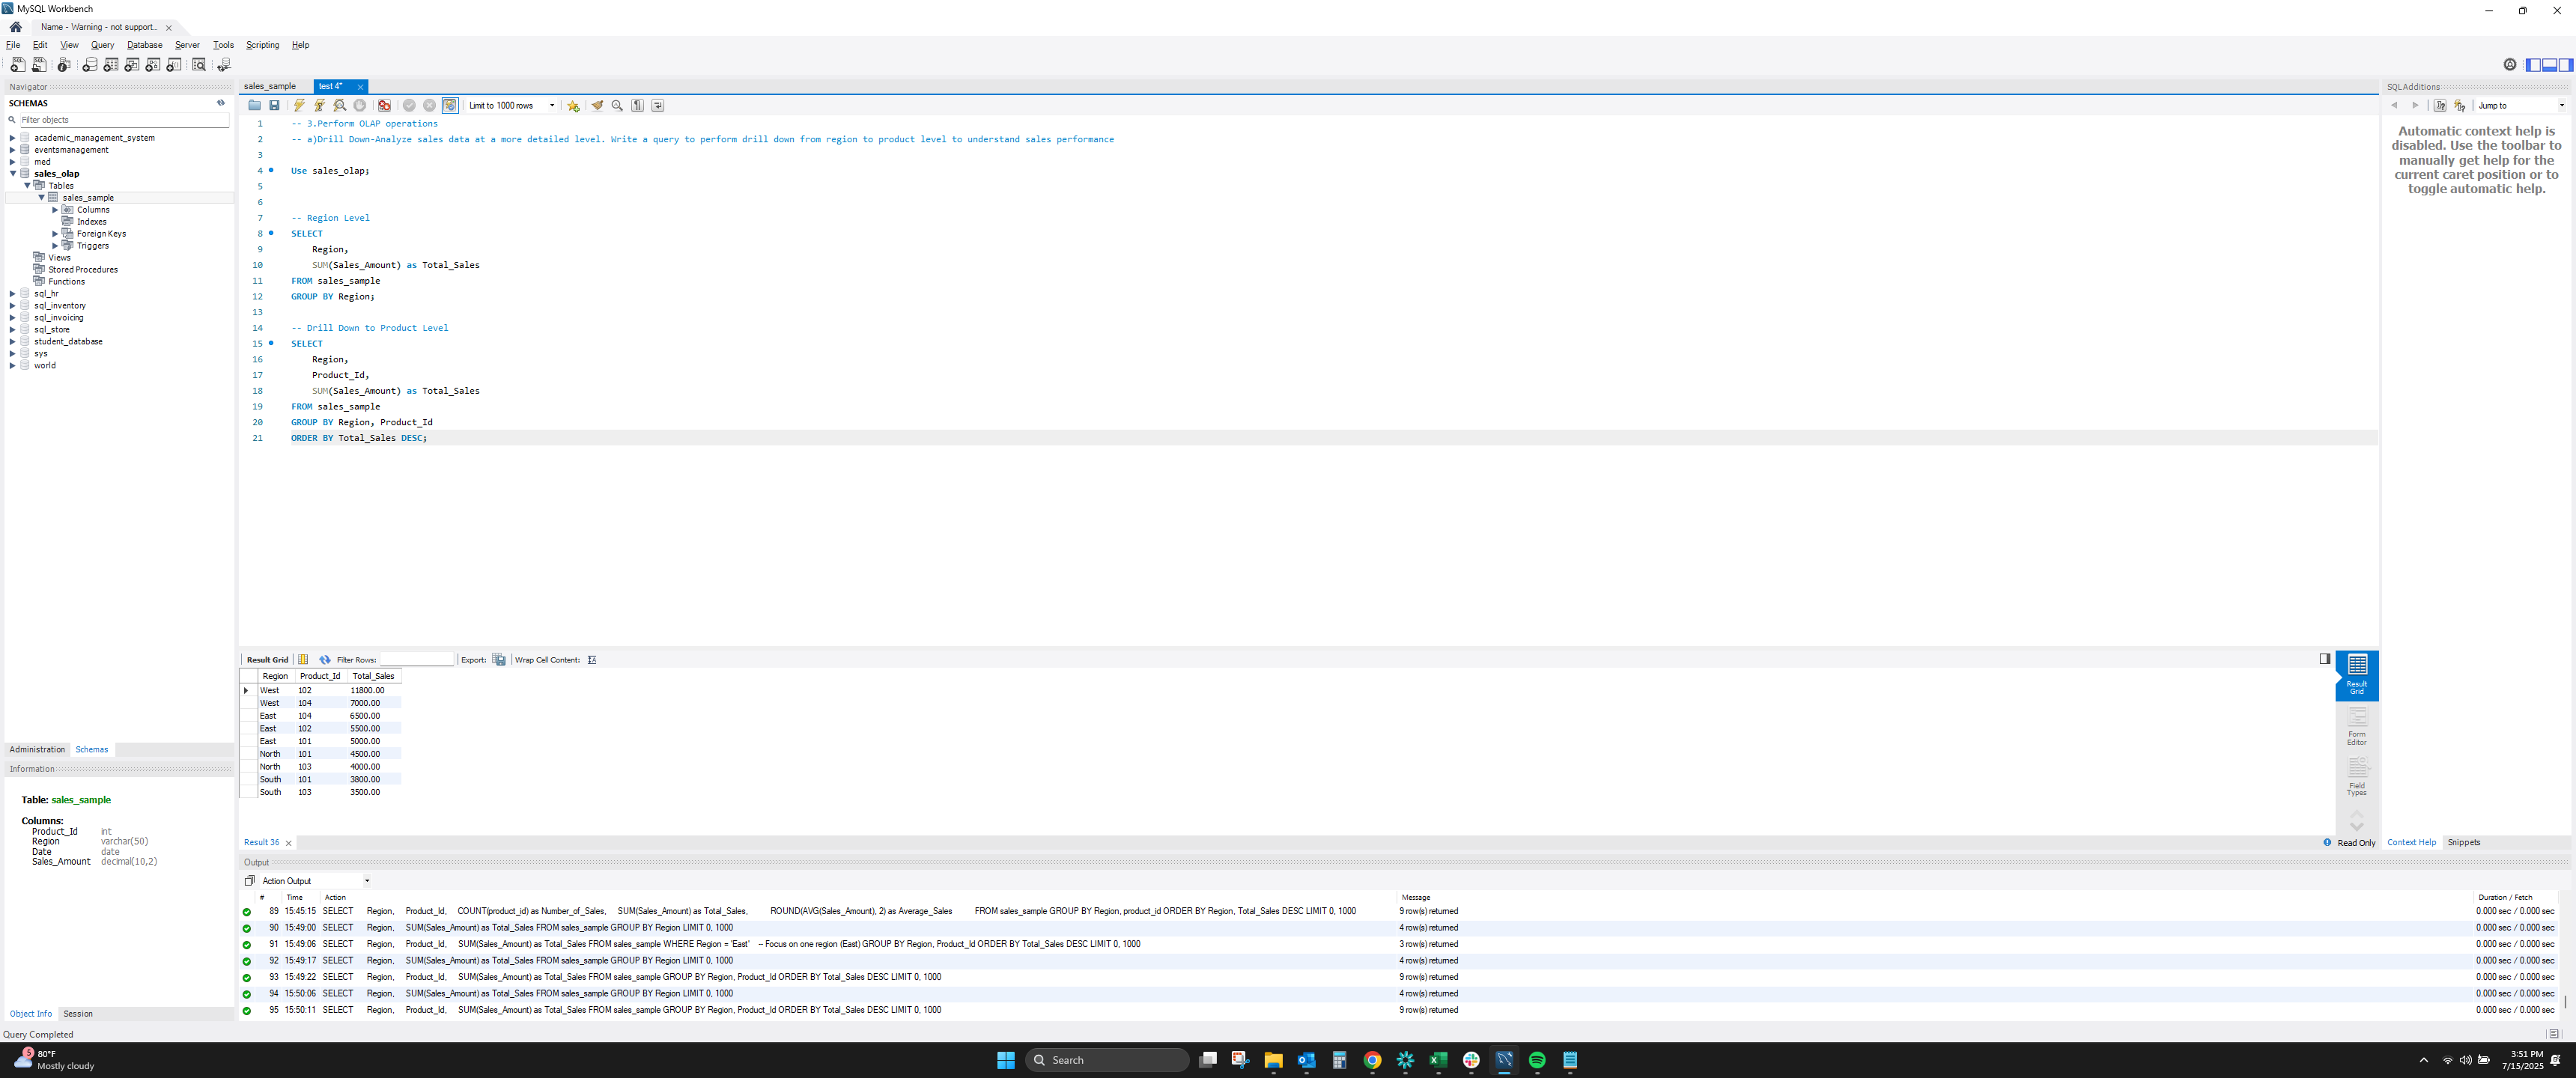 MySQL Workbench
Name - Warning - not support...
File Edit View Query Database Server Tools Scripting Help
Navigator
SCHEMAS
Filter objects
academic_management_system
eventsmanagement
med
sales_olap
Tables
sales_sample
Columns
Indexes
Foreign Keys
Triggers
Views
Stored Procedures
Functions
sql_hr
sql_inventory
sql_invoicing
sql_store
student_database
sys
world
Administration Schemas
Information
Table: sales_sample
Columns:
Product_Id int
Region varchar(50)
Date date
Sales_Amount decimal(10,2)
Object Info Session
Query Completed
sales_sample test 4*
Limit to 1000 rows
1 -- 3.Perform OLAP operations
2 -- a)Drill Down-Analyze sales data at a more detailed level. Write a query to perform drill down from region to product level to understand sales performance
3
4 Use sales_olap;
5
6
7 -- Region Level
8 SELECT
9 Region,
10 SUM(Sales_Amount) as Total_Sales
11 FROM sales_sample
12 GROUP BY Region;
13
14 -- Drill Down to Product Level
15 SELECT
16 Region,
17 Product_Id,
18 SUM(Sales_Amount) as Total_Sales
19 FROM sales_sample
20 GROUP BY Region, Product_Id
21 ORDER BY Total_Sales DESC;
Result Grid Filter Rows: Export: Wrap Cell Content:
Region Product_Id Total_Sales
West 102 11800.00
West 104 7000.00
East 104 6500.00
East 102 5500.00
East 101 5000.00
North 101 4500.00
North 103 4000.00
South 101 3800.00
South 103 3500.00
Result Grid
Form Editor
Field Types
Result 36
Read Only
Output
Action Output
# Time Action Message Duration / Fetch
89 15:45:15 SELECT Region, Product_Id, COUNT(product_id) as Number_of_Sales, SUM(Sales_Amount) as Total_Sales, ROUND(AVG(Sales_Amount), 2) as Average_Sales FROM sales_sample GROUP BY Region, product_id ORDER BY Region, Total_Sales DESC LIMIT 0, 1000 9 row(s) returned 0.000 sec / 0.000 sec
90 15:49:00 SELECT Region, SUM(Sales_Amount) as Total_Sales FROM sales_sample GROUP BY Region LIMIT 0, 1000 4 row(s) returned 0.000 sec / 0.000 sec
91 15:49:06 SELECT Region, Product_Id, SUM(Sales_Amount) as Total_Sales FROM sales_sample WHERE Region = 'East' -- Focus on one region (East) GROUP BY Region, Product_Id ORDER BY Total_Sales DESC LIMIT 0, 1000 3 row(s) returned 0.000 sec / 0.000 sec
92 15:49:17 SELECT Region, SUM(Sales_Amount) as Total_Sales FROM sales_sample GROUP BY Region LIMIT 0, 1000 4 row(s) returned 0.000 sec / 0.000 sec
93 15:49:22 SELECT Region, Product_Id, SUM(Sales_Amount) as Total_Sales FROM sales_sample GROUP BY Region, Product_Id ORDER BY Total_Sales DESC LIMIT 0, 1000 9 row(s) returned 0.000 sec / 0.000 sec
94 15:50:06 SELECT Region, SUM(Sales_Amount) as Total_Sales FROM sales_sample GROUP BY Region LIMIT 0, 1000 4 row(s) returned 0.000 sec / 0.000 sec
95 15:50:11 SELECT Region, Product_Id, SUM(Sales_Amount) as Total_Sales FROM sales_sample GROUP BY Region, Product_Id ORDER BY Total_Sales DESC LIMIT 0, 1000 9 row(s) returned 0.000 sec / 0.000 sec
SQLAdditions
Jump to
Automatic context help is
disabled. Use the toolbar to
manually get help for the
current caret position or to
toggle automatic help.
Context Help Snippets
5
80°F
Mostly cloudy
Search
3:51 PM
7/15/2025